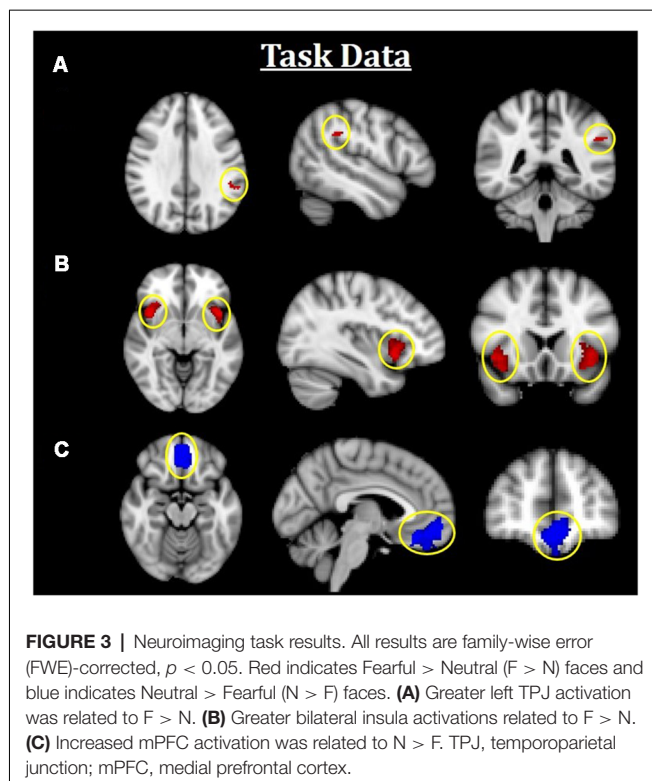 Task Data
A
B
C
FIGURE 3 | Neuroimaging task results. All results are family-wise error
(FWE)-corrected, p < 0.05. Red indicates Fearful > Neutral (F > N) faces and
blue indicates Neutral > Fearful (N > F) faces. (A) Greater left TPJ activation
was related to F > N. (B) Greater bilateral insula activations related to F > N.
(C) Increased mPFC activation was related to N > F. TPJ, temporoparietal
junction; mPFC, medial prefrontal cortex.